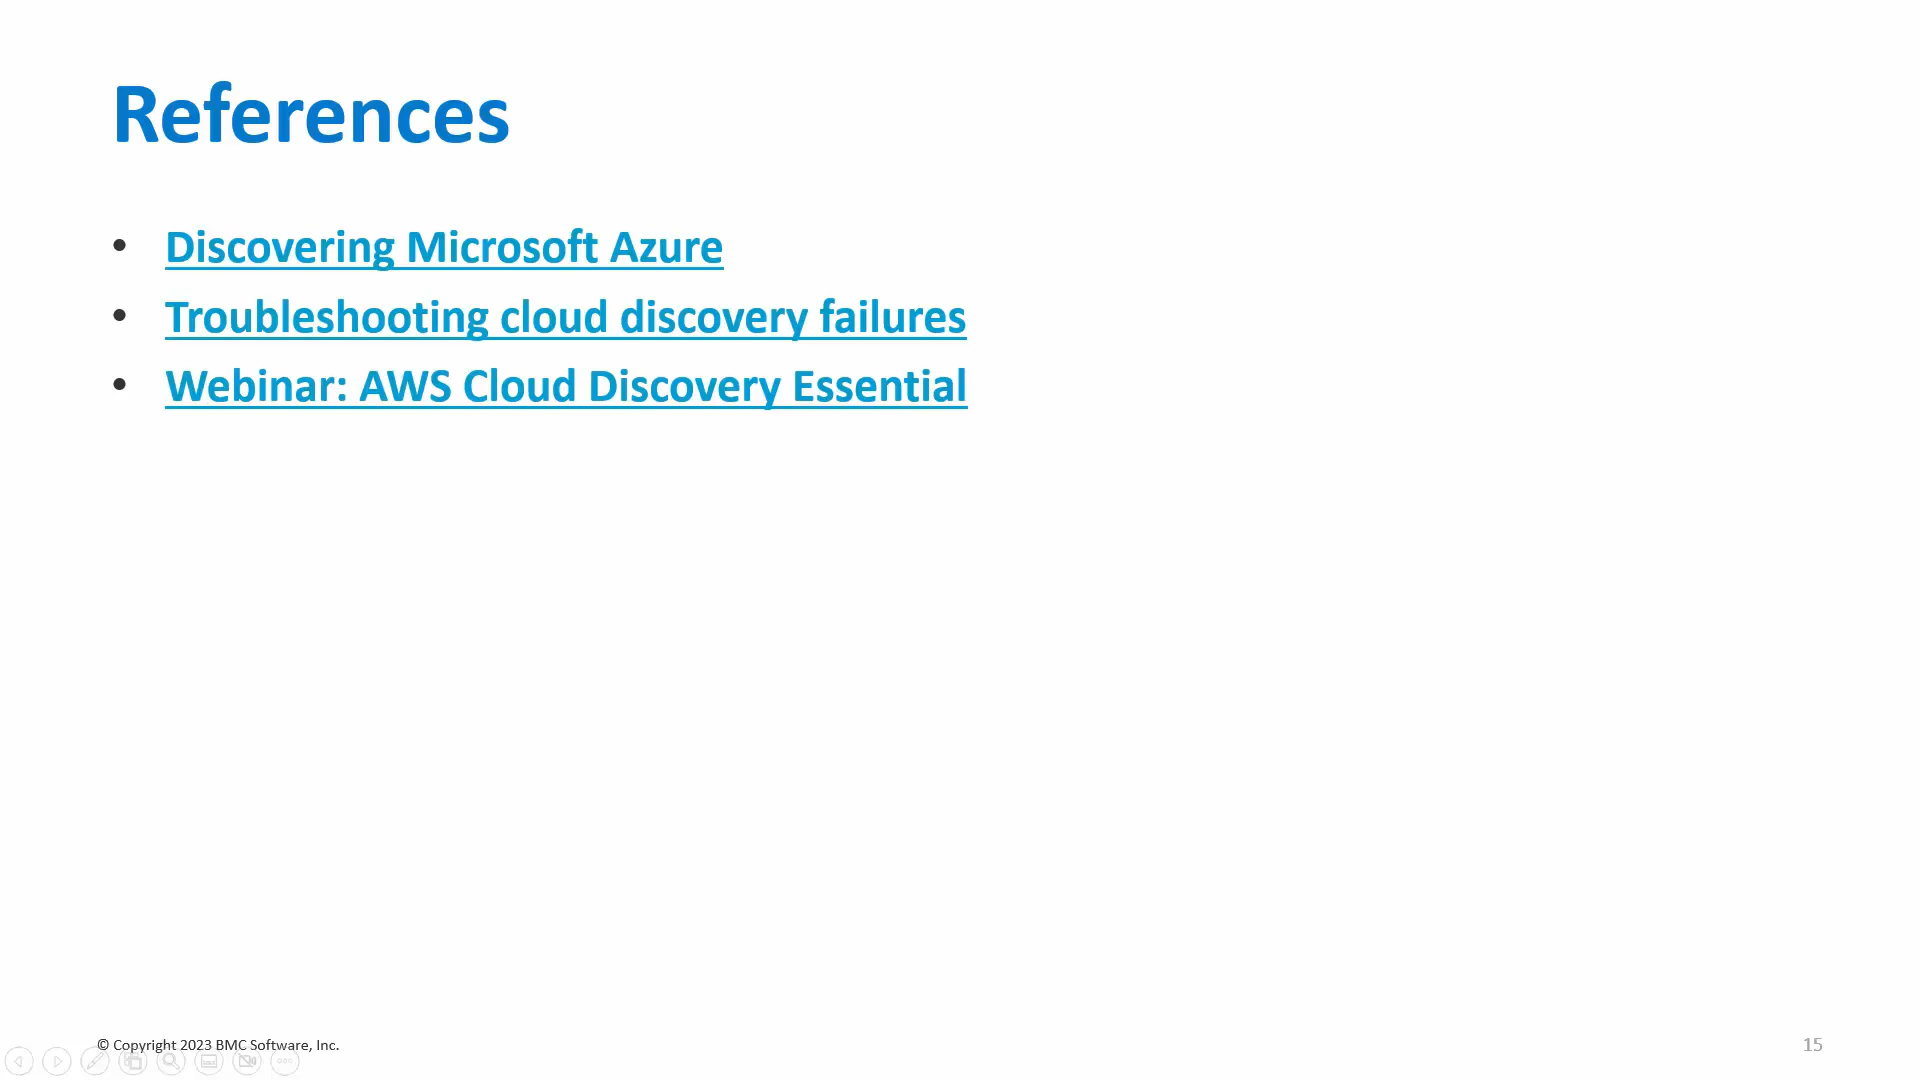 References
• Discovering Microsoft Azure
• Troubleshooting cloud discovery failures
• Webinar: AWS Cloud Discovery Essential
© Copyright 2023 BMC Software, Inc.
15